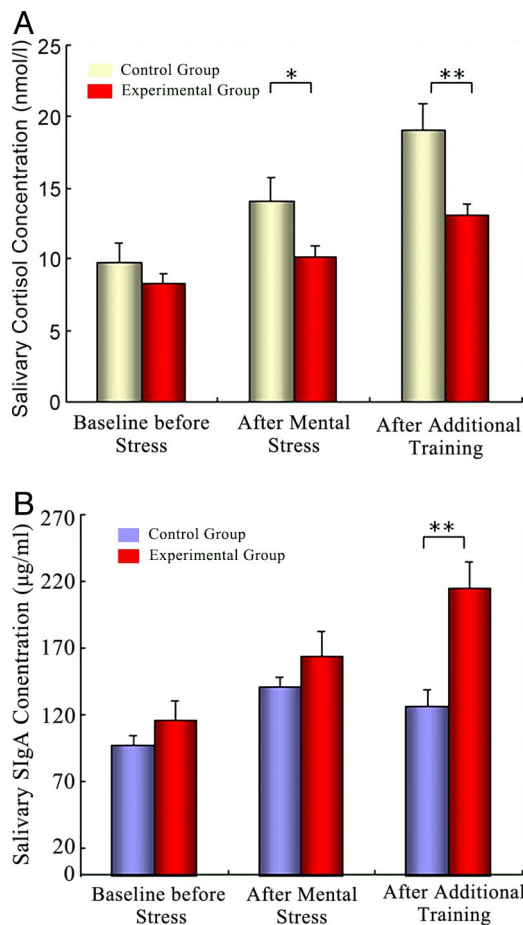 A
Salivary Cortisol Concentration (nmol/l)
25
20
15
10
5
0
Control Group
Experimental Group
*
**
Baseline before
Stress
After Mental
Stress
After Additional
Training
B
Salivary SIgA Conentration (µg/ml)
270
220
170
120
70
20
0
Control Group
Experimental Group
**
Baseline before
Stress
After Mental
Stress
After Additional
Training